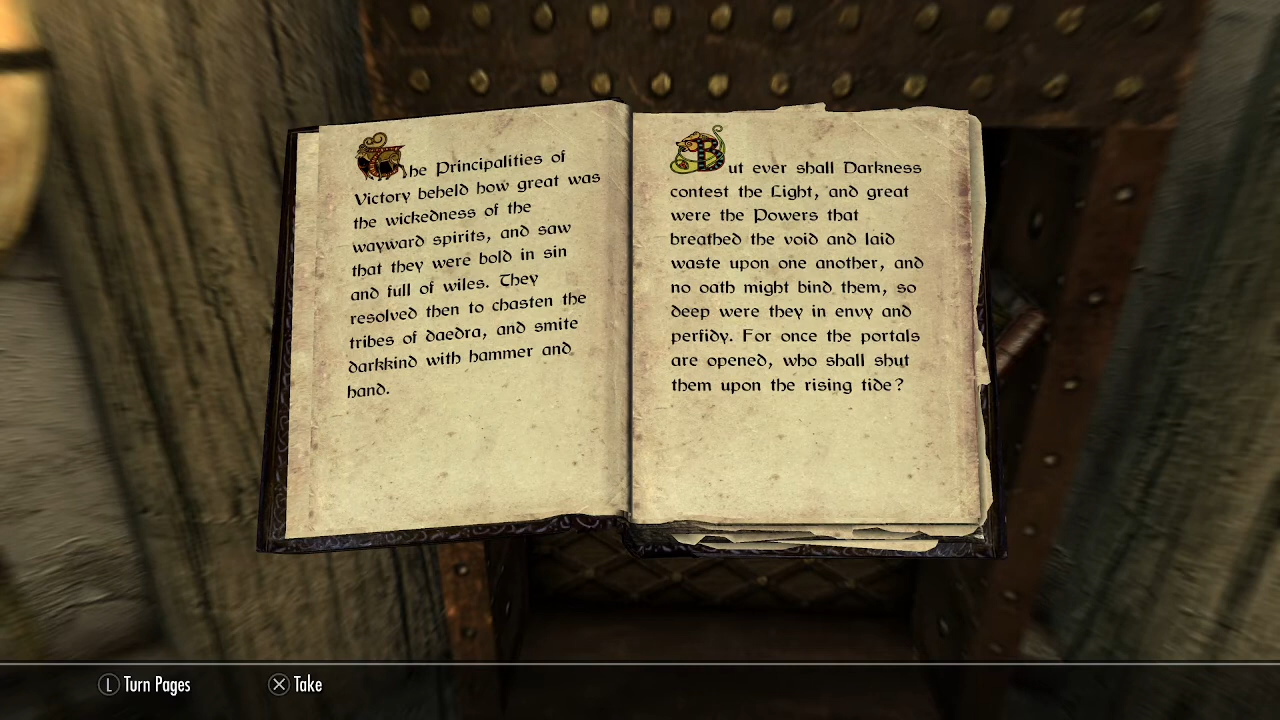 The Principalities of
Victory beheld how great was
the wickedness of the
wayward spirits, and saw
that they were bold in sin
and full of wiles. They
resolved then to chasten the
tribes of daedra, and smite
darkkind with hammer and
hand.
But ever shall Darkness
contest the Light, and great
were the Powers that
breathed the void and laid
waste upon one another, and
no oath might bind them, so
deep were they in envy and
perfidy. For once the portals
are opened, who shall shut
them upon the rising tide?
L Turn Pages
X Take